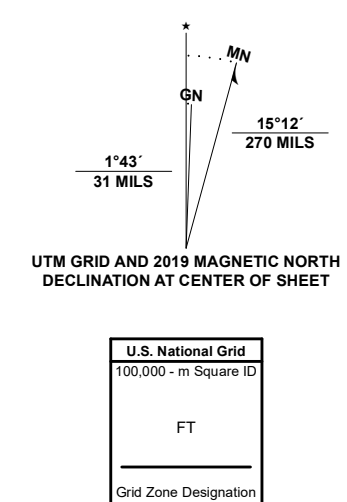 ★
MN
GN
15°12´
270 MILS
1°43´
31 MILS
UTM GRID AND 2019 MAGNETIC NORTH
DECLINATION AT CENTER OF SHEET
U.S. National Grid
100,000 - m Square ID
FT
Grid Zone Designation